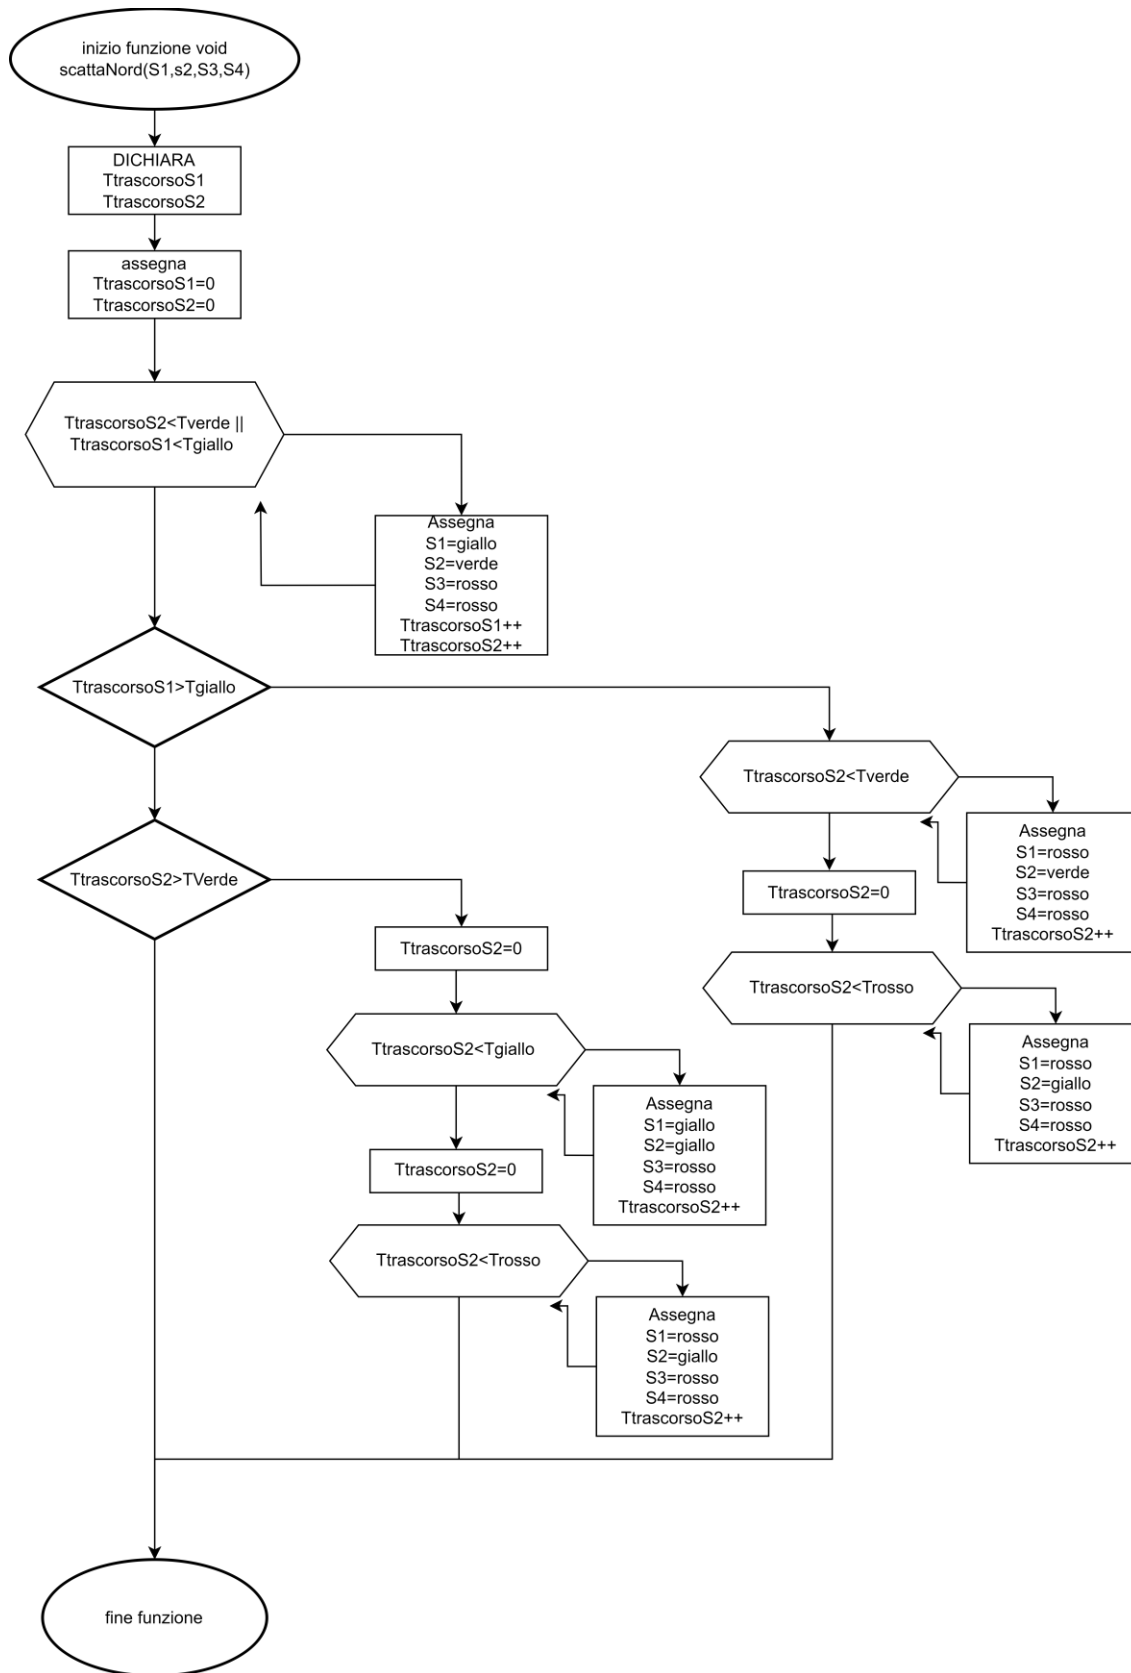 inizio funzione void
scattaNord(S1,s2,S3,S4)
DICHIARA
TtrascorsoS1
TtrascorsoS2
assegna
TtrascorsoS1=0
TtrascorsoS2=0
TtrascorsoS2<Tverde ||
TtrascorsoS1<Tgiallo
Assegna
S1=giallo
S2=verde
S3=rosso
S4=rosso
TtrascorsoS1++
TtrascorsoS2++
TtrascorsoS1>Tgiallo
TtrascorsoS2<Tverde
Assegna
S1=rosso
S2=verde
S3=rosso
S4=rosso
TtrascorsoS2++
TtrascorsoS2=0
TtrascorsoS2<Trosso
Assegna
S1=rosso
S2=giallo
S3=rosso
S4=rosso
TtrascorsoS2++
TtrascorsoS2>TVerde
TtrascorsoS2=0
TtrascorsoS2<Tgiallo
Assegna
S1=giallo
S2=giallo
S3=rosso
S4=rosso
TtrascorsoS2++
TtrascorsoS2=0
TtrascorsoS2<Trosso
Assegna
S1=rosso
S2=giallo
S3=rosso
S4=rosso
TtrascorsoS2++
fine funzione